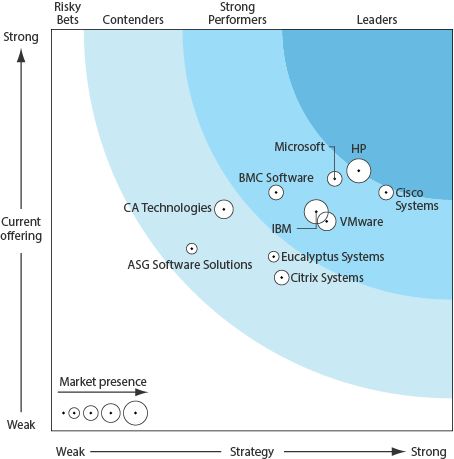 Risky
Bets
Contenders
Strong
Performers
Leaders
Strong
Microsoft
HP
BMC Software
Cisco
Systems
CA Technologies
VMware
IBM
Current
offering
Eucalyptus Systems
ASG Software Solutions
Citrix Systems
Market presence
Weak
Weak
Strategy
Strong